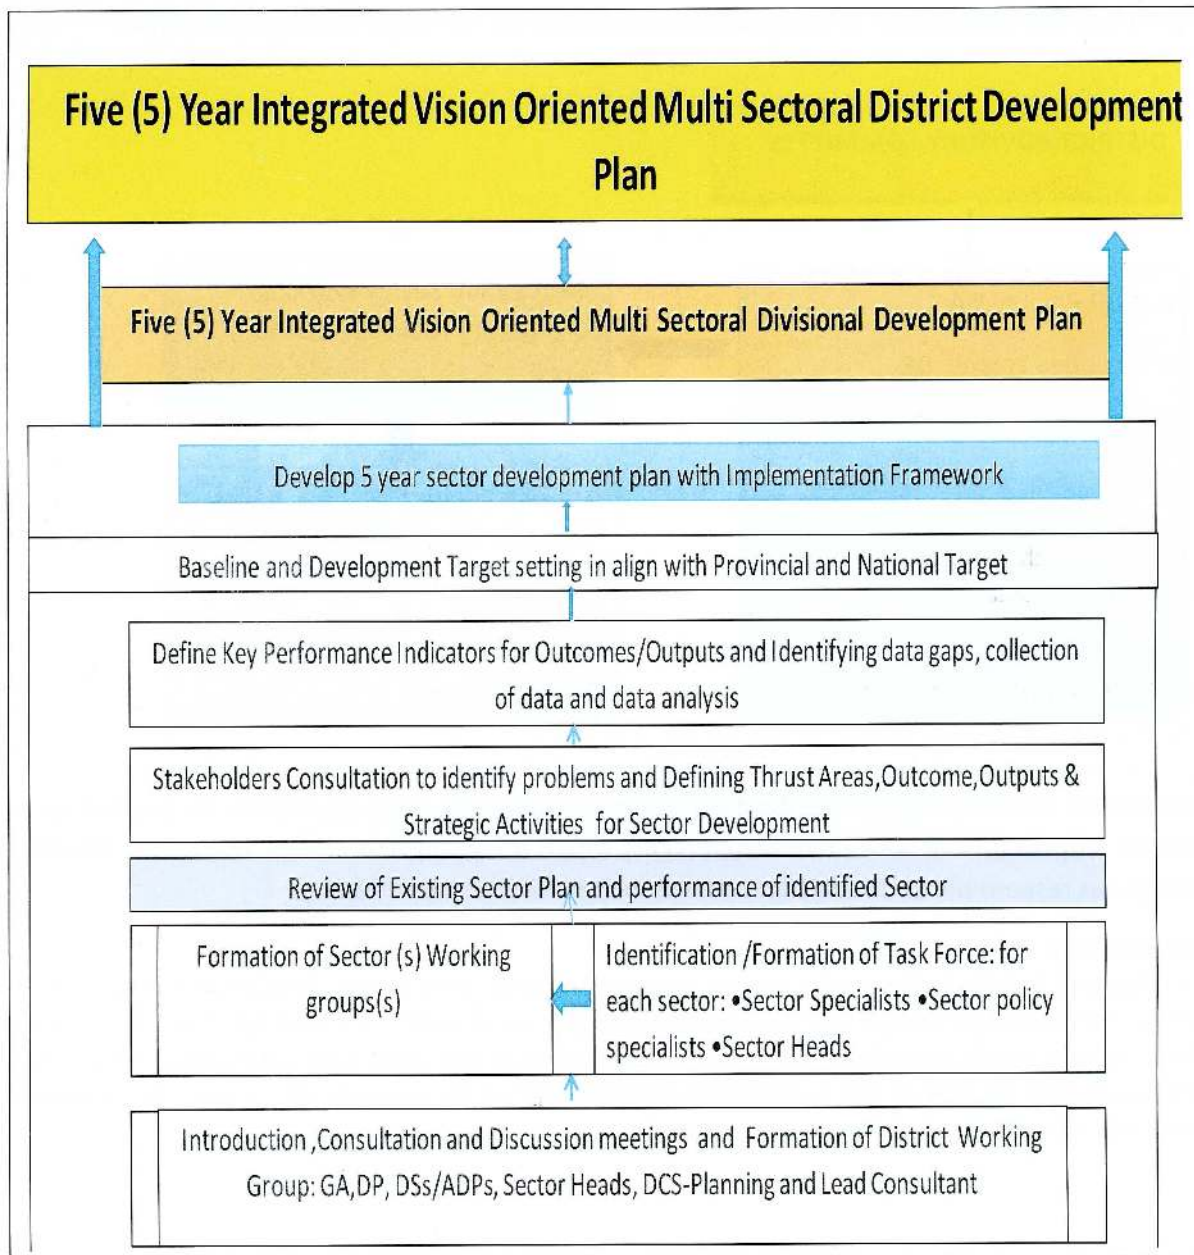 Five (5) Year Integrated Vision Oriented Multi Sectoral District Development
Plan
Five (5) Year Integrated Vision Oriented Multi Sectoral Divisional Development Plan
Develop 5 year sector development plan with Implementation Framework
Baseline and Development Target setting in align with Provincial and National Target
Define Key Performance Indicators for Outcomes/Outputs and Identifying data gaps, collection
of data and data analysis
Stakeholders Consultation to identify problems and Defining Thrust Areas,Outcome,Outputs &
Strategic Activities for Sector Development
Review of Existing Sector Plan and performance of identified Sector
Formation of Sector (s) Working
groups(s)
Identification /Formation of Task Force: for
each sector: •Sector Specialists •Sector policy
specialists •Sector Heads
Introduction ,Consultation and Discussion meetings and Formation of District Working
Group: GA,DP, DSs/ADPs, Sector Heads, DCS-Planning and Lead Consultant